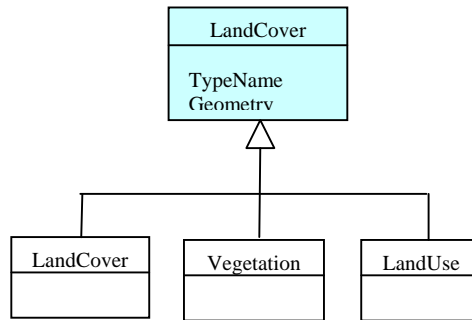 LandCover
TypeName
Geometry
LandCover
Vegetation
LandUse